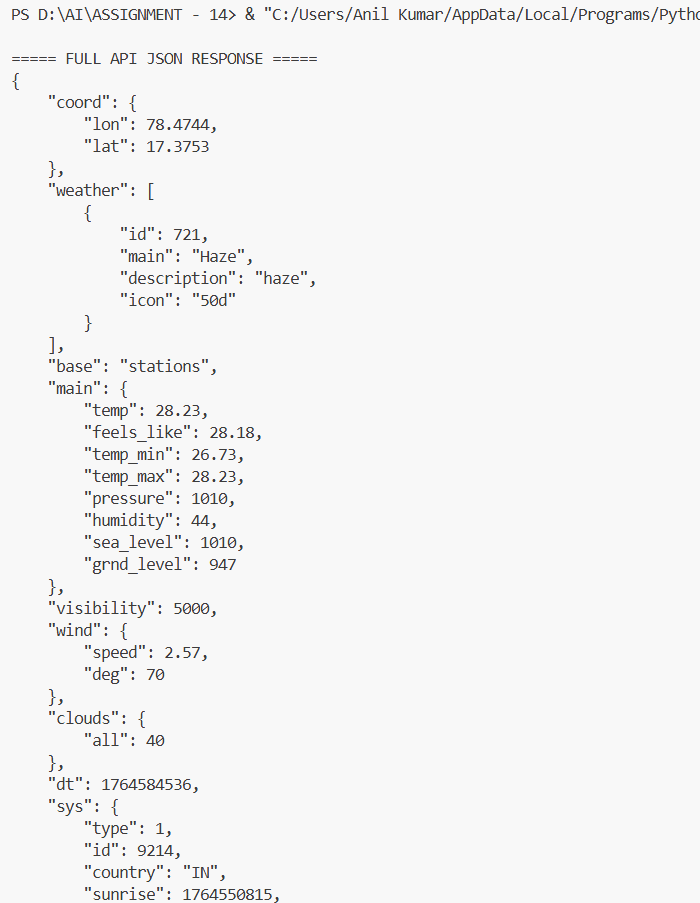 PS D:\AI\ASSIGNMENT - 14> & "C:/Users/Anil Kumar/AppData/Local/Programs/Pytho
===== FULL API JSON RESPONSE =====
{
    "coord": {
        "lon": 78.4744,
        "lat": 17.3753
    },
    "weather": [
        {
            "id": 721,
            "main": "Haze",
            "description": "haze",
            "icon": "50d"
        }
    ],
    "base": "stations",
    "main": {
        "temp": 28.23,
        "feels_like": 28.18,
        "temp_min": 26.73,
        "temp_max": 28.23,
        "pressure": 1010,
        "humidity": 44,
        "sea_level": 1010,
        "grnd_level": 947
    },
    "visibility": 5000,
    "wind": {
        "speed": 2.57,
        "deg": 70
    },
    "clouds": {
        "all": 40
    },
    "dt": 1764584536,
    "sys": {
        "type": 1,
        "id": 9214,
        "country": "IN",
        "sunrise": 1764550815,